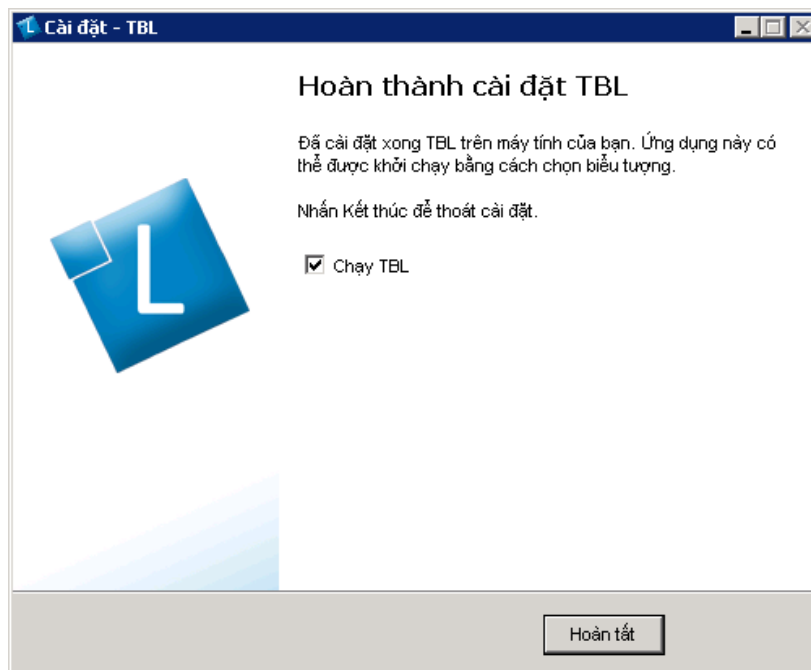 Cài đặt - TBL
Hoàn thành cài đặt TBL
Đã cài đặt xong TBL trên máy tính của bạn. Ứng dụng này có
thể được khởi chạy bằng cách chọn biểu tượng.
Nhấn Kết thúc để thoát cài đặt.
L
Chạy TBL
Hoàn tất